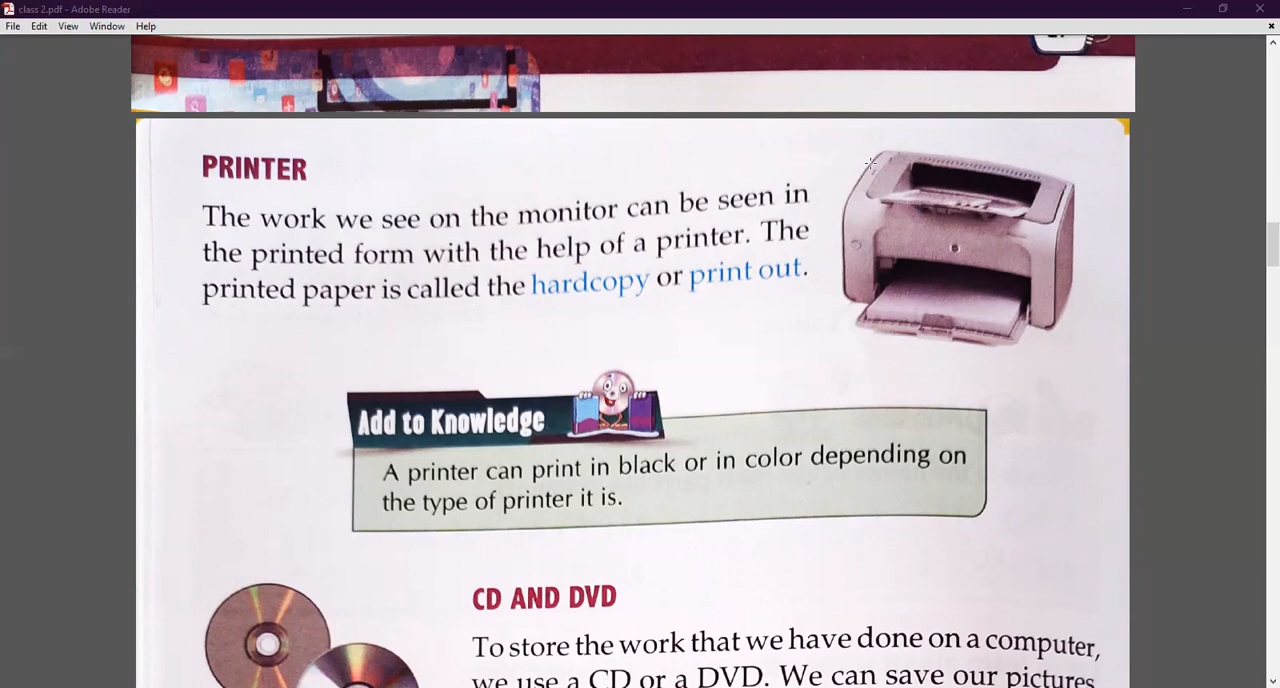 class 2.pdf - Adobe Reader
File Edit View Window Help
PRINTER
The work we see on the monitor can be seen in
the printed form with the help of a printer. The
printed paper is called the hardcopy or print out.
Add to Knowledge
A printer can print in black or in color depending on
the type of printer it is.
CD AND DVD
To store the work that we have done on a computer,
we use a CD or a DVD. We can save our pictures